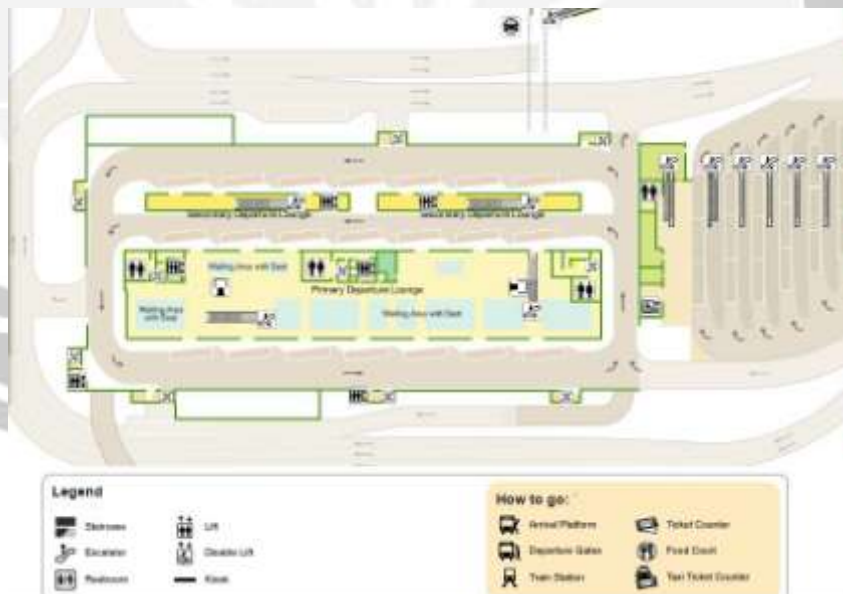 Secondary Departure Lounge
Secondary Departure Lounge
Waiting Area with Seat
Primary Departure Lounge
Waiting Area
with Seat
Waiting Area with Seat
Legend
Staircase
Escalator
Restroom
Lift
Disable Lift
Kiosk
How to go:
Arrival Platform
Departure Gates
Train Station
Ticket Counter
Food Court
Taxi Ticket Counter